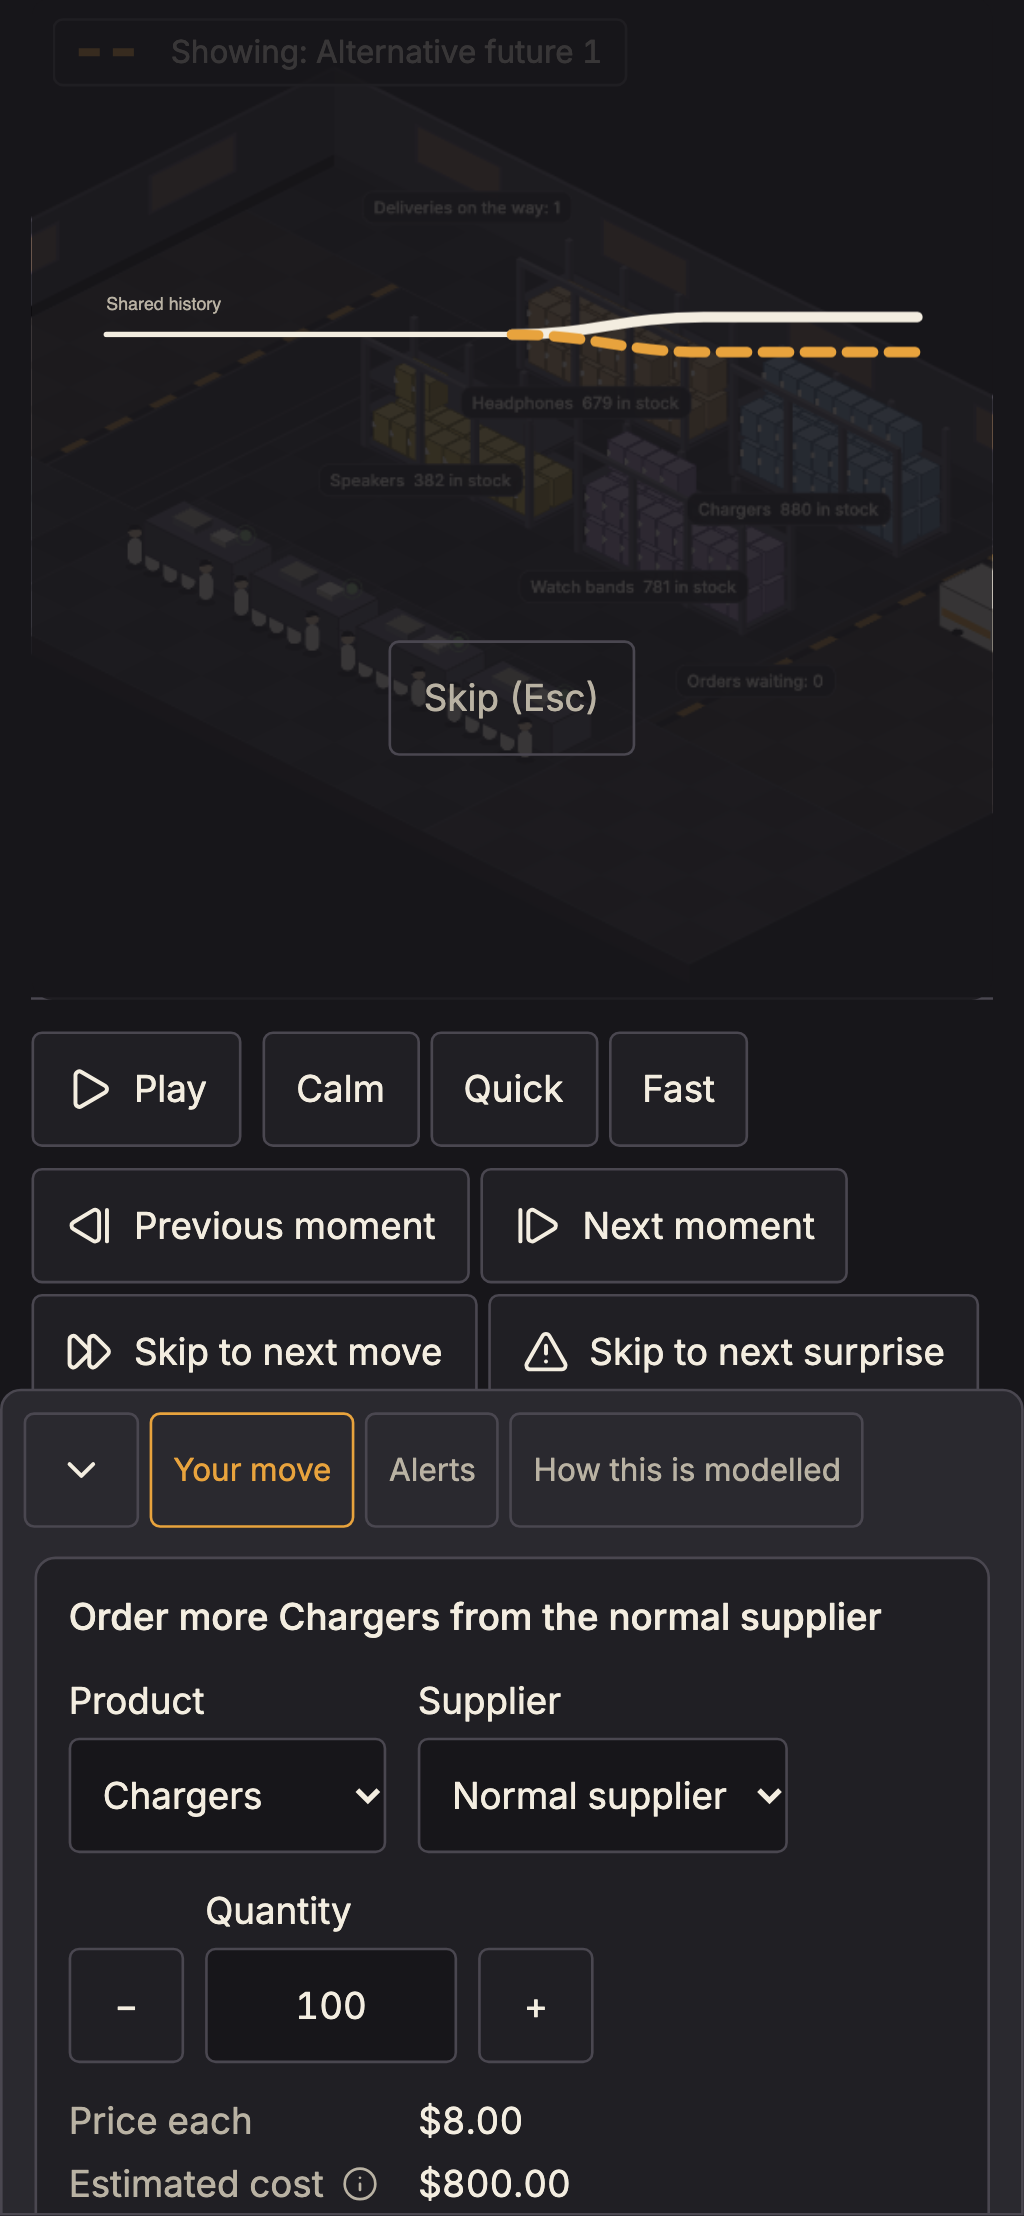 Showing: Alternative future 1
Deliveries on the way: 1
Shared history
Headphones 679 in stock
Speakers 382 in stock
Chargers 880 in stock
Watch bands 781 in stock
Orders waiting: 0
Skip (Esc)
Play
Calm
Quick
Fast
Previous moment
Next moment
Skip to next move
Skip to next surprise
Your move
Alerts
How this is modelled
Order more Chargers from the normal supplier
Product
Supplier
Chargers
Normal supplier
Quantity
–
100
+
Price each
$8.00
Estimated cost
$800.00